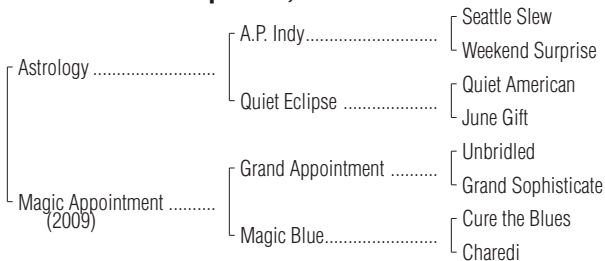 Seattle Slew
A.P. Indy..................................
Weekend Surprise
Astrology ................................
Quiet American
Quiet Eclipse .........................
June Gift
Unbridled
Grand Appointment ............
Grand Sophisticate
Magic Appointment ............
(2009)
Cure the Blues
Magic Blue.............................
Charedi